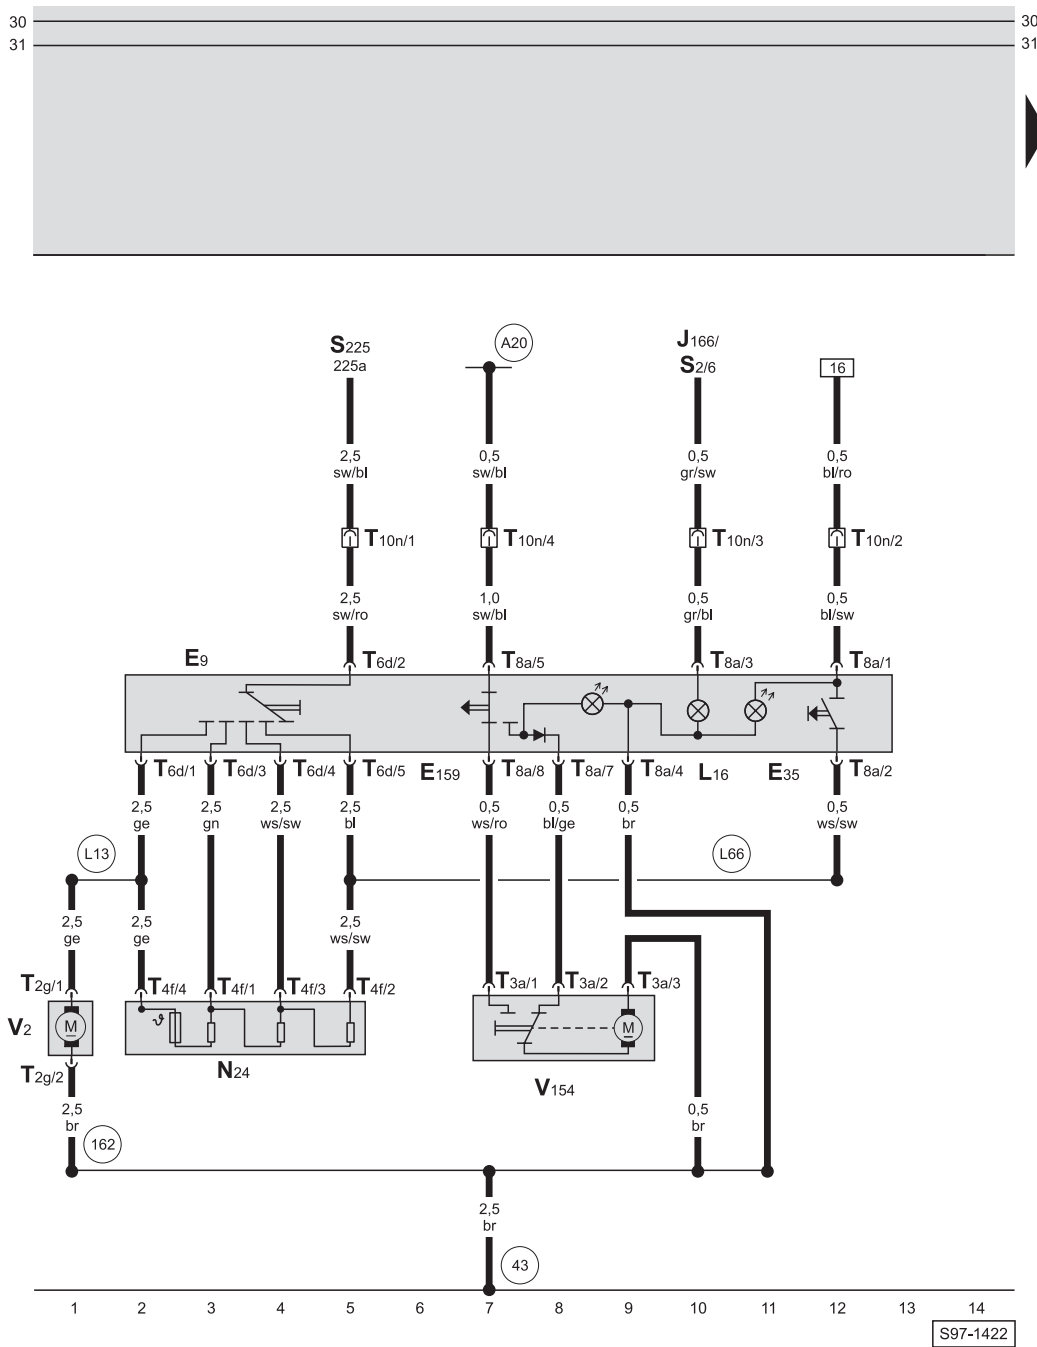 30 30
31 31
S225 A20 J166/
225a S2/6 16
2,5 0,5 0,5 0,5
sw/bl sw/bl gr/sw bl/ro
T10n/1 T10n/4 T10n/3 T10n/2
2,5 1,0 0,5 0,5
sw/ro sw/bl gr/bl bl/sw
E9 T6d/2 T8a/5 T8a/3 T8a/1
T6d/1 T6d/3 T6d/4 T6d/5 E159 T8a/8 T8a/7 T8a/4 L16 E35 T8a/2
2,5 2,5 2,5 2,5 0,5 0,5 0,5 0,5
ge gn ws/sw bl ws/ro bl/ge br ws/sw
L13 L66
2,5 2,5 2,5
ge ge ws/sw
T2g/1 T4f/4 T4f/1 T4f/3 T4f/2 T3a/1 T3a/2 T3a/3
V2 M ϑ M
T2g/2 N24 V154
2,5 0,5
br br
162
2,5
br
43
1 2 3 4 5 6 7 8 9 10 11 12 13 14
S97-1422